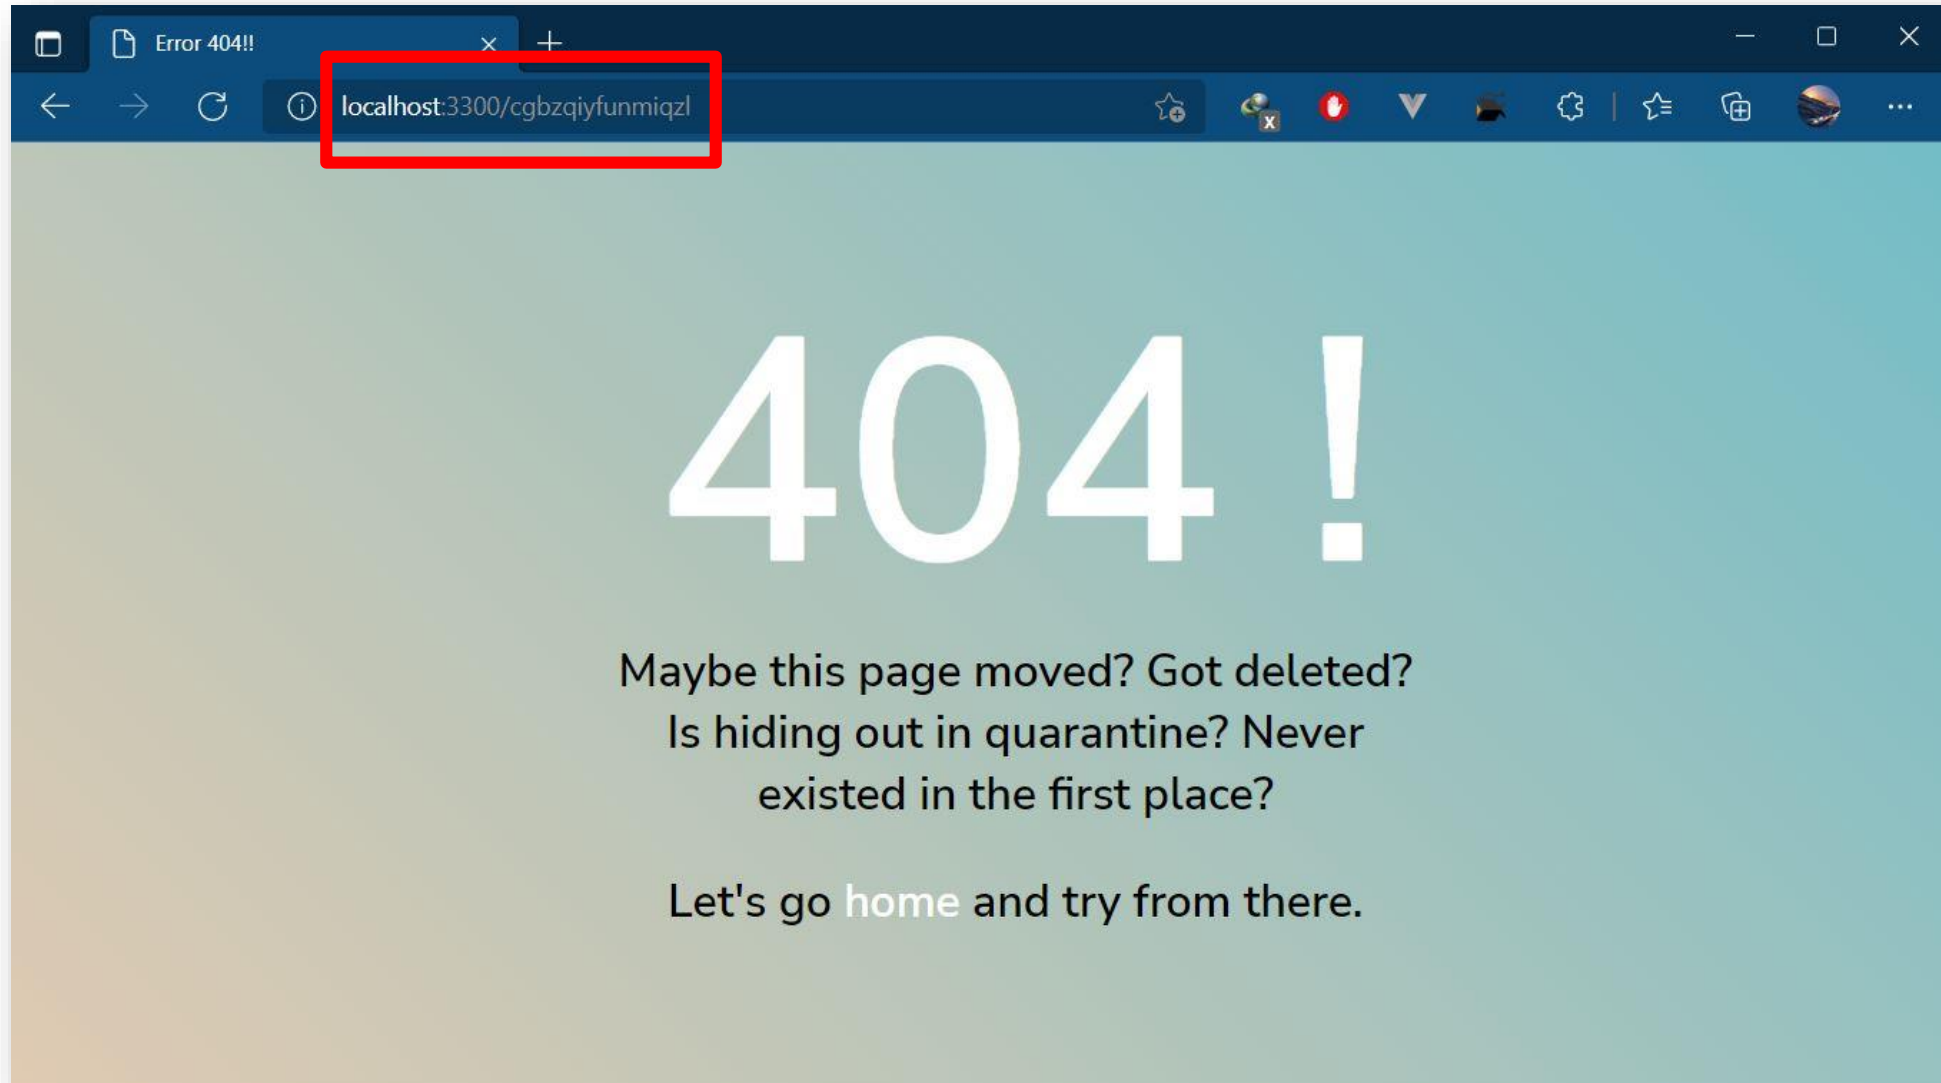 Error 404!!
localhost:3300/cgbzqiyfunmiqzl
404 !
Maybe this page moved? Got deleted?
Is hiding out in quarantine? Never
existed in the first place?
Let's go home and try from there.